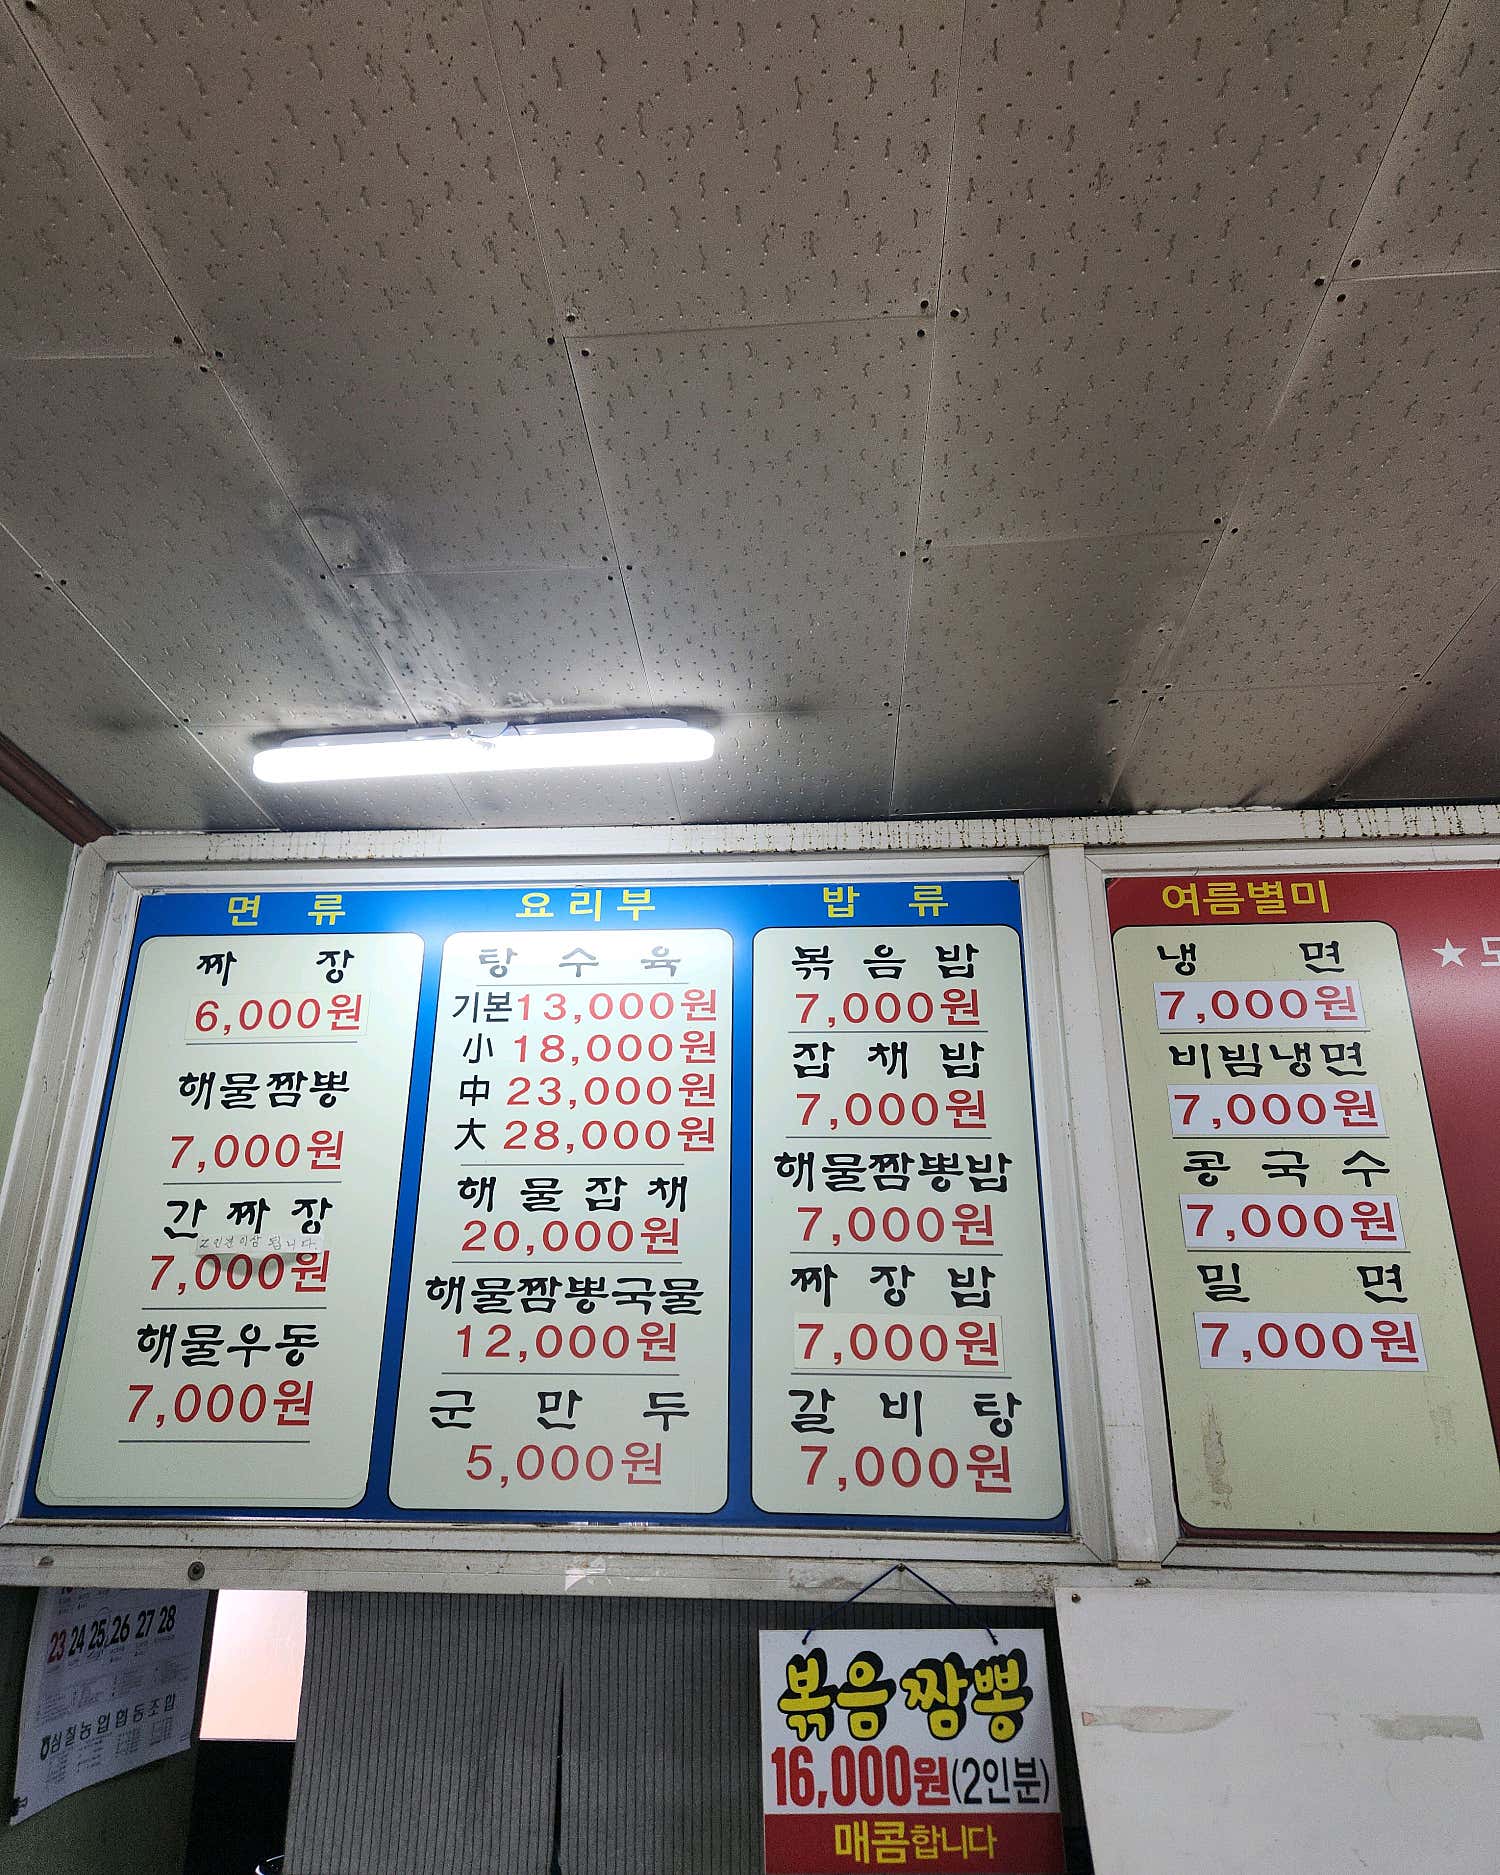 면 류
짜 장
6,000원
해물짬뽕
7,000원
간 짜 장
2인분이상 됩니다.
7,000원
해물우동
7,000원
요리부
탕 수 육
기본 13,000원
小 18,000원
中 23,000원
大 28,000원
해 물 잡 채
20,000원
해물짬뽕국물
12,000원
군 만 두
5,000원
밥 류
볶 음 밥
7,000원
잡 채 밥
7,000원
해물짬뽕밥
7,000원
짜 장 밥
7,000원
갈 비 탕
7,000원
여름별미
냉 면
7,000원
비빔냉면
7,000원
콩 국 수
7,000원
밀 면
7,000원
★
23 24 25 26 27 28
삼칠농업협동조합
볶음짬뽕
16,000원(2인분)
매콤합니다